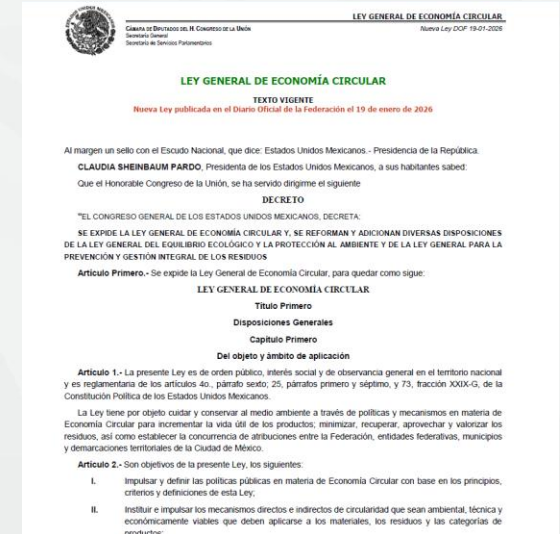 LEY GENERAL DE ECONOMÍA CIRCULAR
CÁMARA DE DIPUTADOS DEL H. CONGRESO DE LA UNIÓN
Secretaría General
Secretaría de Servicios Parlamentarios
Nueva Ley DOF 19-01-2026
LEY GENERAL DE ECONOMÍA CIRCULAR
TEXTO VIGENTE
Nueva Ley publicada en el Diario Oficial de la Federación el 19 de enero de 2026
Al margen un sello con el Escudo Nacional, que dice: Estados Unidos Mexicanos.- Presidencia de la República.
CLAUDIA SHEINBAUM PARDO, Presidenta de los Estados Unidos Mexicanos, a sus habitantes sabed:
Que el Honorable Congreso de la Unión, se ha servido dirigirme el siguiente
DECRETO
"EL CONGRESO GENERAL DE LOS ESTADOS UNIDOS MEXICANOS, DECRETA:
SE EXPIDE LA LEY GENERAL DE ECONOMÍA CIRCULAR Y, SE REFORMAN Y ADICIONAN DIVERSAS DISPOSICIONES
DE LA LEY GENERAL DEL EQUILIBRIO ECOLÓGICO Y LA PROTECCIÓN AL AMBIENTE Y DE LA LEY GENERAL PARA LA
PREVENCIÓN Y GESTIÓN INTEGRAL DE LOS RESIDUOS
Artículo Primero.- Se expide la Ley General de Economía Circular, para quedar como sigue:
LEY GENERAL DE ECONOMÍA CIRCULAR
Título Primero
Disposiciones Generales
Capítulo Primero
Del objeto y ámbito de aplicación
Artículo 1.- La presente Ley es de orden público, interés social y de observancia general en el territorio nacional
y es reglamentaria de los artículos 4o., párrafo sexto; 25, párrafos primero y séptimo, y 73, fracción XXIX-G, de la
Constitución Política de los Estados Unidos Mexicanos.
La Ley tiene por objeto cuidar y conservar al medio ambiente a través de políticas y mecanismos en materia de
Economía Circular para incrementar la vida útil de los productos; minimizar, recuperar, aprovechar y valorizar los
residuos, así como establecer la concurrencia de atribuciones entre la Federación, entidades federativas, municipios
y demarcaciones territoriales de la Ciudad de México.
Artículo 2.- Son objetivos de la presente Ley, los siguientes:
I. Impulsar y definir las políticas públicas en materia de Economía Circular con base en los principios,
criterios y definiciones de esta Ley;
II. Instituir e impulsar los mecanismos directos e indirectos de circularidad que sean ambiental, técnica y
económicamente viables que deben aplicarse a los materiales, los residuos y las categorías de
productos;